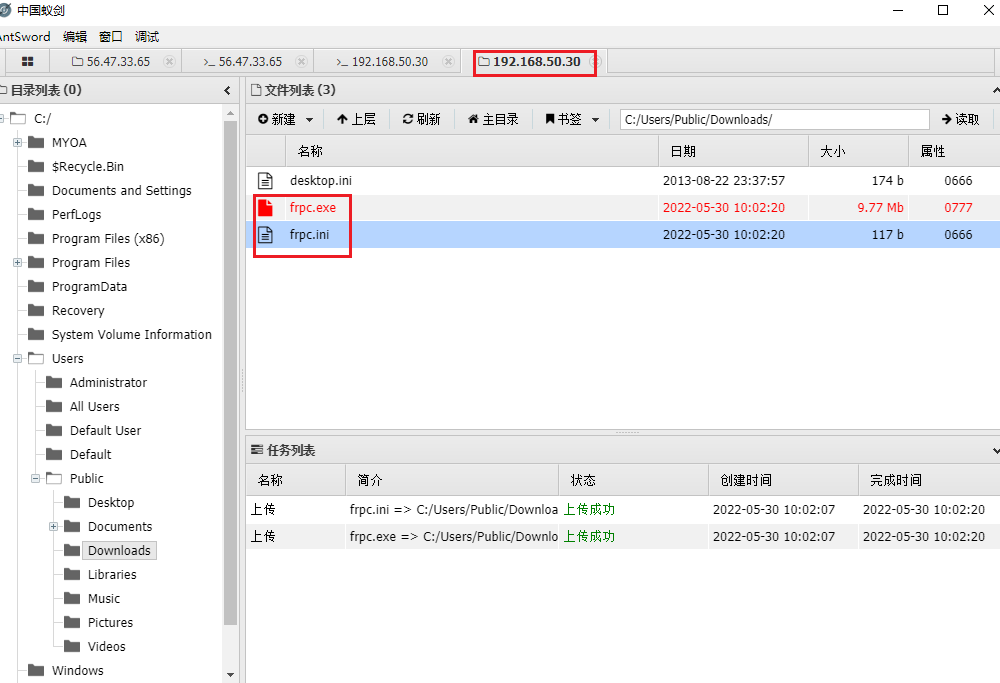 中国蚁剑
AntSword 编辑 窗口 调试
56.47.33.65 >_ 56.47.33.65 >_ 192.168.50.30 192.168.50.30
目录列表 (0)
C:/
MYOA
$Recycle.Bin
Documents and Settings
PerfLogs
Program Files (x86)
Program Files
ProgramData
Recovery
System Volume Information
Users
Administrator
All Users
Default User
Default
Public
Desktop
Documents
Downloads
Libraries
Music
Pictures
Videos
Windows
文件列表 (3)
新建 上层 刷新 主目录 书签 C:/Users/Public/Downloads/ 读取
名称 日期 大小 属性
desktop.ini 2013-08-22 23:37:57 174 b 0666
frpc.exe 2022-05-30 10:02:20 9.77 Mb 0777
frpc.ini 2022-05-30 10:02:20 117 b 0666
任务列表
名称 简介 状态 创建时间 完成时间
上传 frpc.ini => C:/Users/Public/Downloa 上传成功 2022-05-30 10:02:07 2022-05-30 10:02:20
上传 frpc.exe => C:/Users/Public/Downlo 上传成功 2022-05-30 10:02:07 2022-05-30 10:02:20